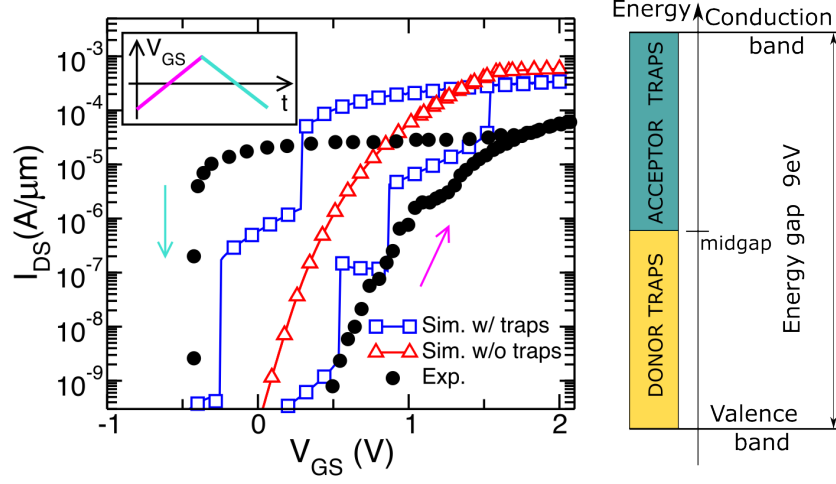 V_GS
t
10^-3
10^-4
10^-5
10^-6
10^-7
10^-8
10^-9
I_DS(A/μm)
Sim. w/ traps
Sim. w/o traps
Exp.
-1
0
1
2
V_GS (V)
Energy
Conduction
band
ACCEPTOR TRAPS
midgap
DONOR TRAPS
Energy gap 9eV
Valence
band